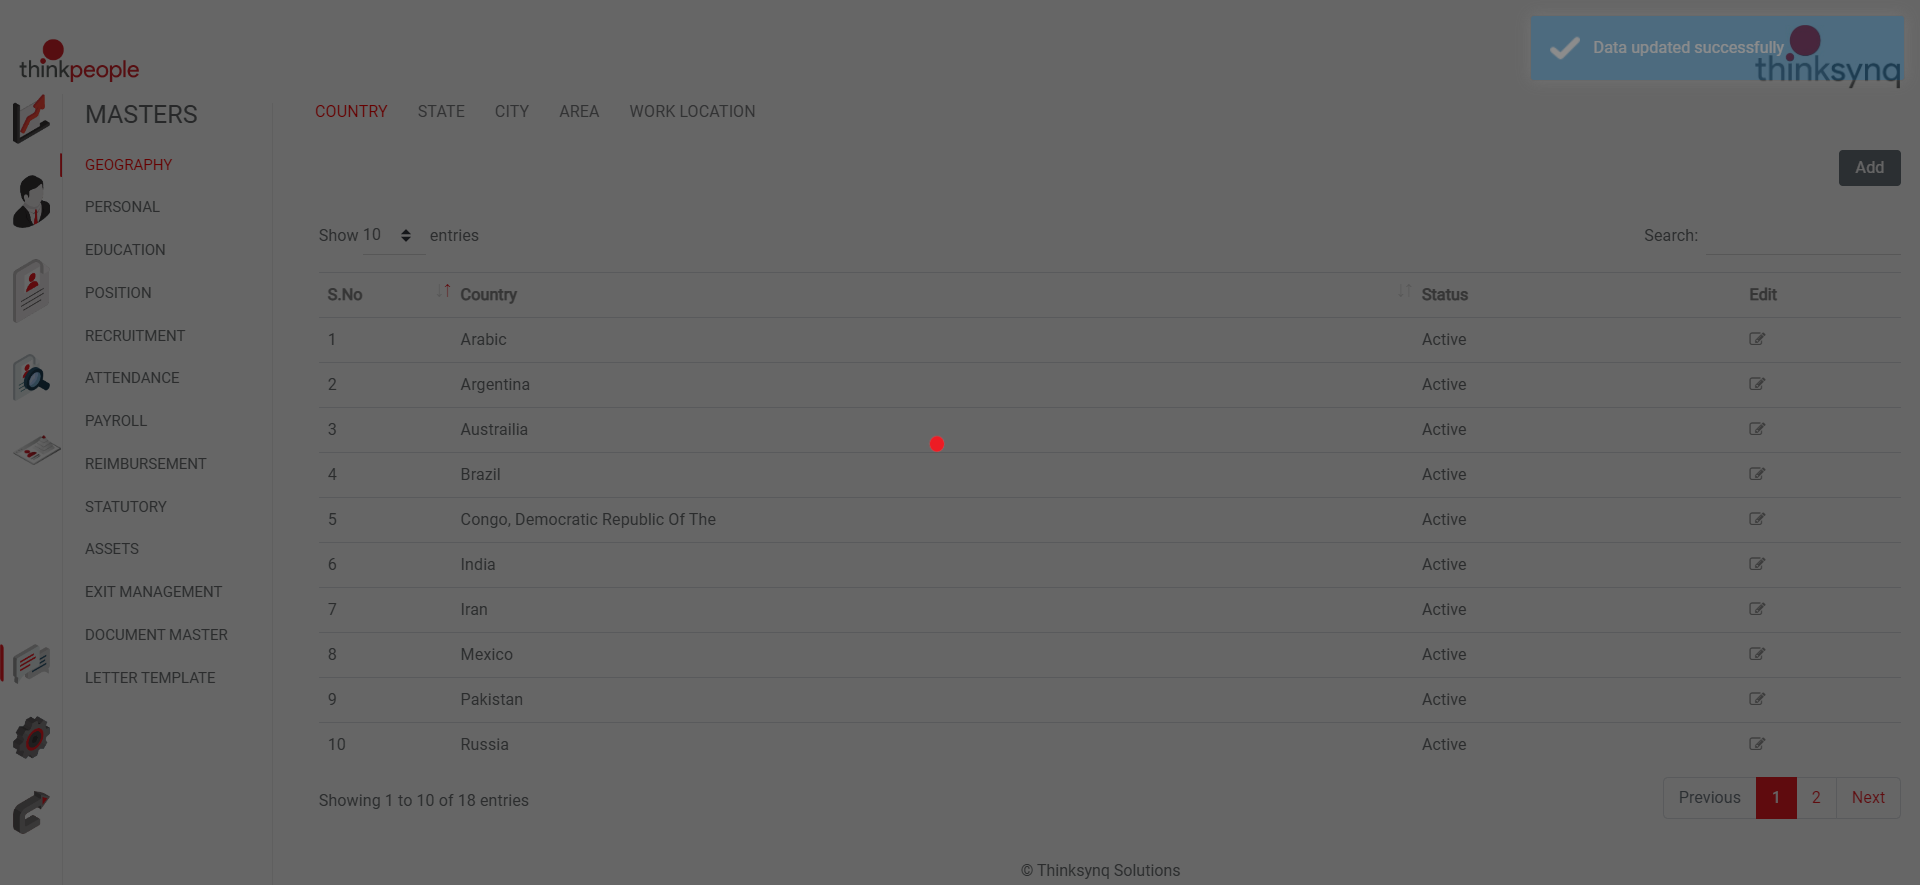 thinkpeople
Data updated successfully
thinksynq
MASTERS
GEOGRAPHY
PERSONAL
EDUCATION
POSITION
RECRUITMENT
ATTENDANCE
PAYROLL
REIMBURSEMENT
STATUTORY
ASSETS
EXIT MANAGEMENT
DOCUMENT MASTER
LETTER TEMPLATE
COUNTRY STATE CITY AREA WORK LOCATION
Add
Show 10 entries Search:
S.No Country Status Edit
1 Arabic Active
2 Argentina Active
3 Austrailia Active
4 Brazil Active
5 Congo, Democratic Republic Of The Active
6 India Active
7 Iran Active
8 Mexico Active
9 Pakistan Active
10 Russia Active
Showing 1 to 10 of 18 entries Previous 1 2 Next
© Thinksynq Solutions